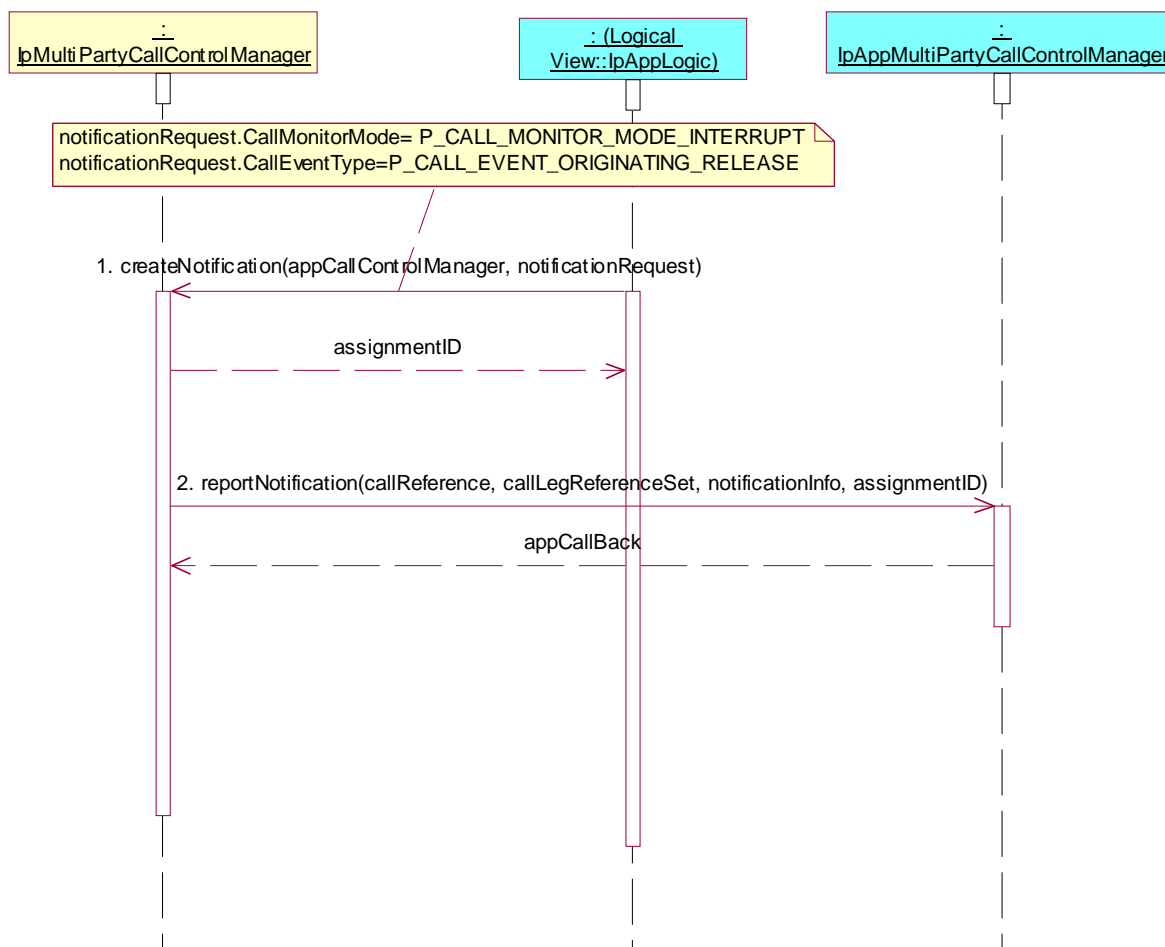 :
IpMultiPartyCallControlManager
: (Logical
View::IpAppLogic)
:
IpAppMultiPartyCallControlManager
notificationRequest.CallMonitorMode= P_CALL_MONITOR_MODE_INTERRUPT
notificationRequest.CallEventType=P_CALL_EVENT_ORIGINATING_RELEASE
1. createNotification(appCallControlManager, notificationRequest)
assignmentID
2. reportNotification(callReference, callLegReferenceSet, notificationInfo, assignmentID)
appCallBack